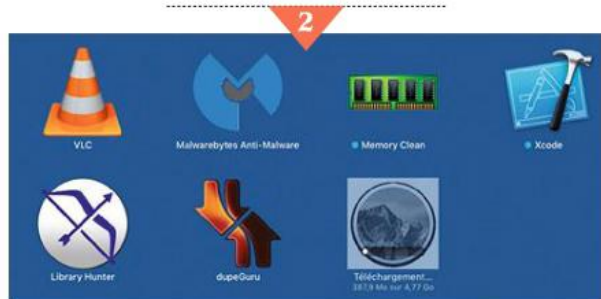 2
VLC
Malwarebytes Anti-Malware
Memory Clean
Xcode
Library Hunter
dupeGuru
Téléchargement...
387,9 Mo sur 4,77 Go